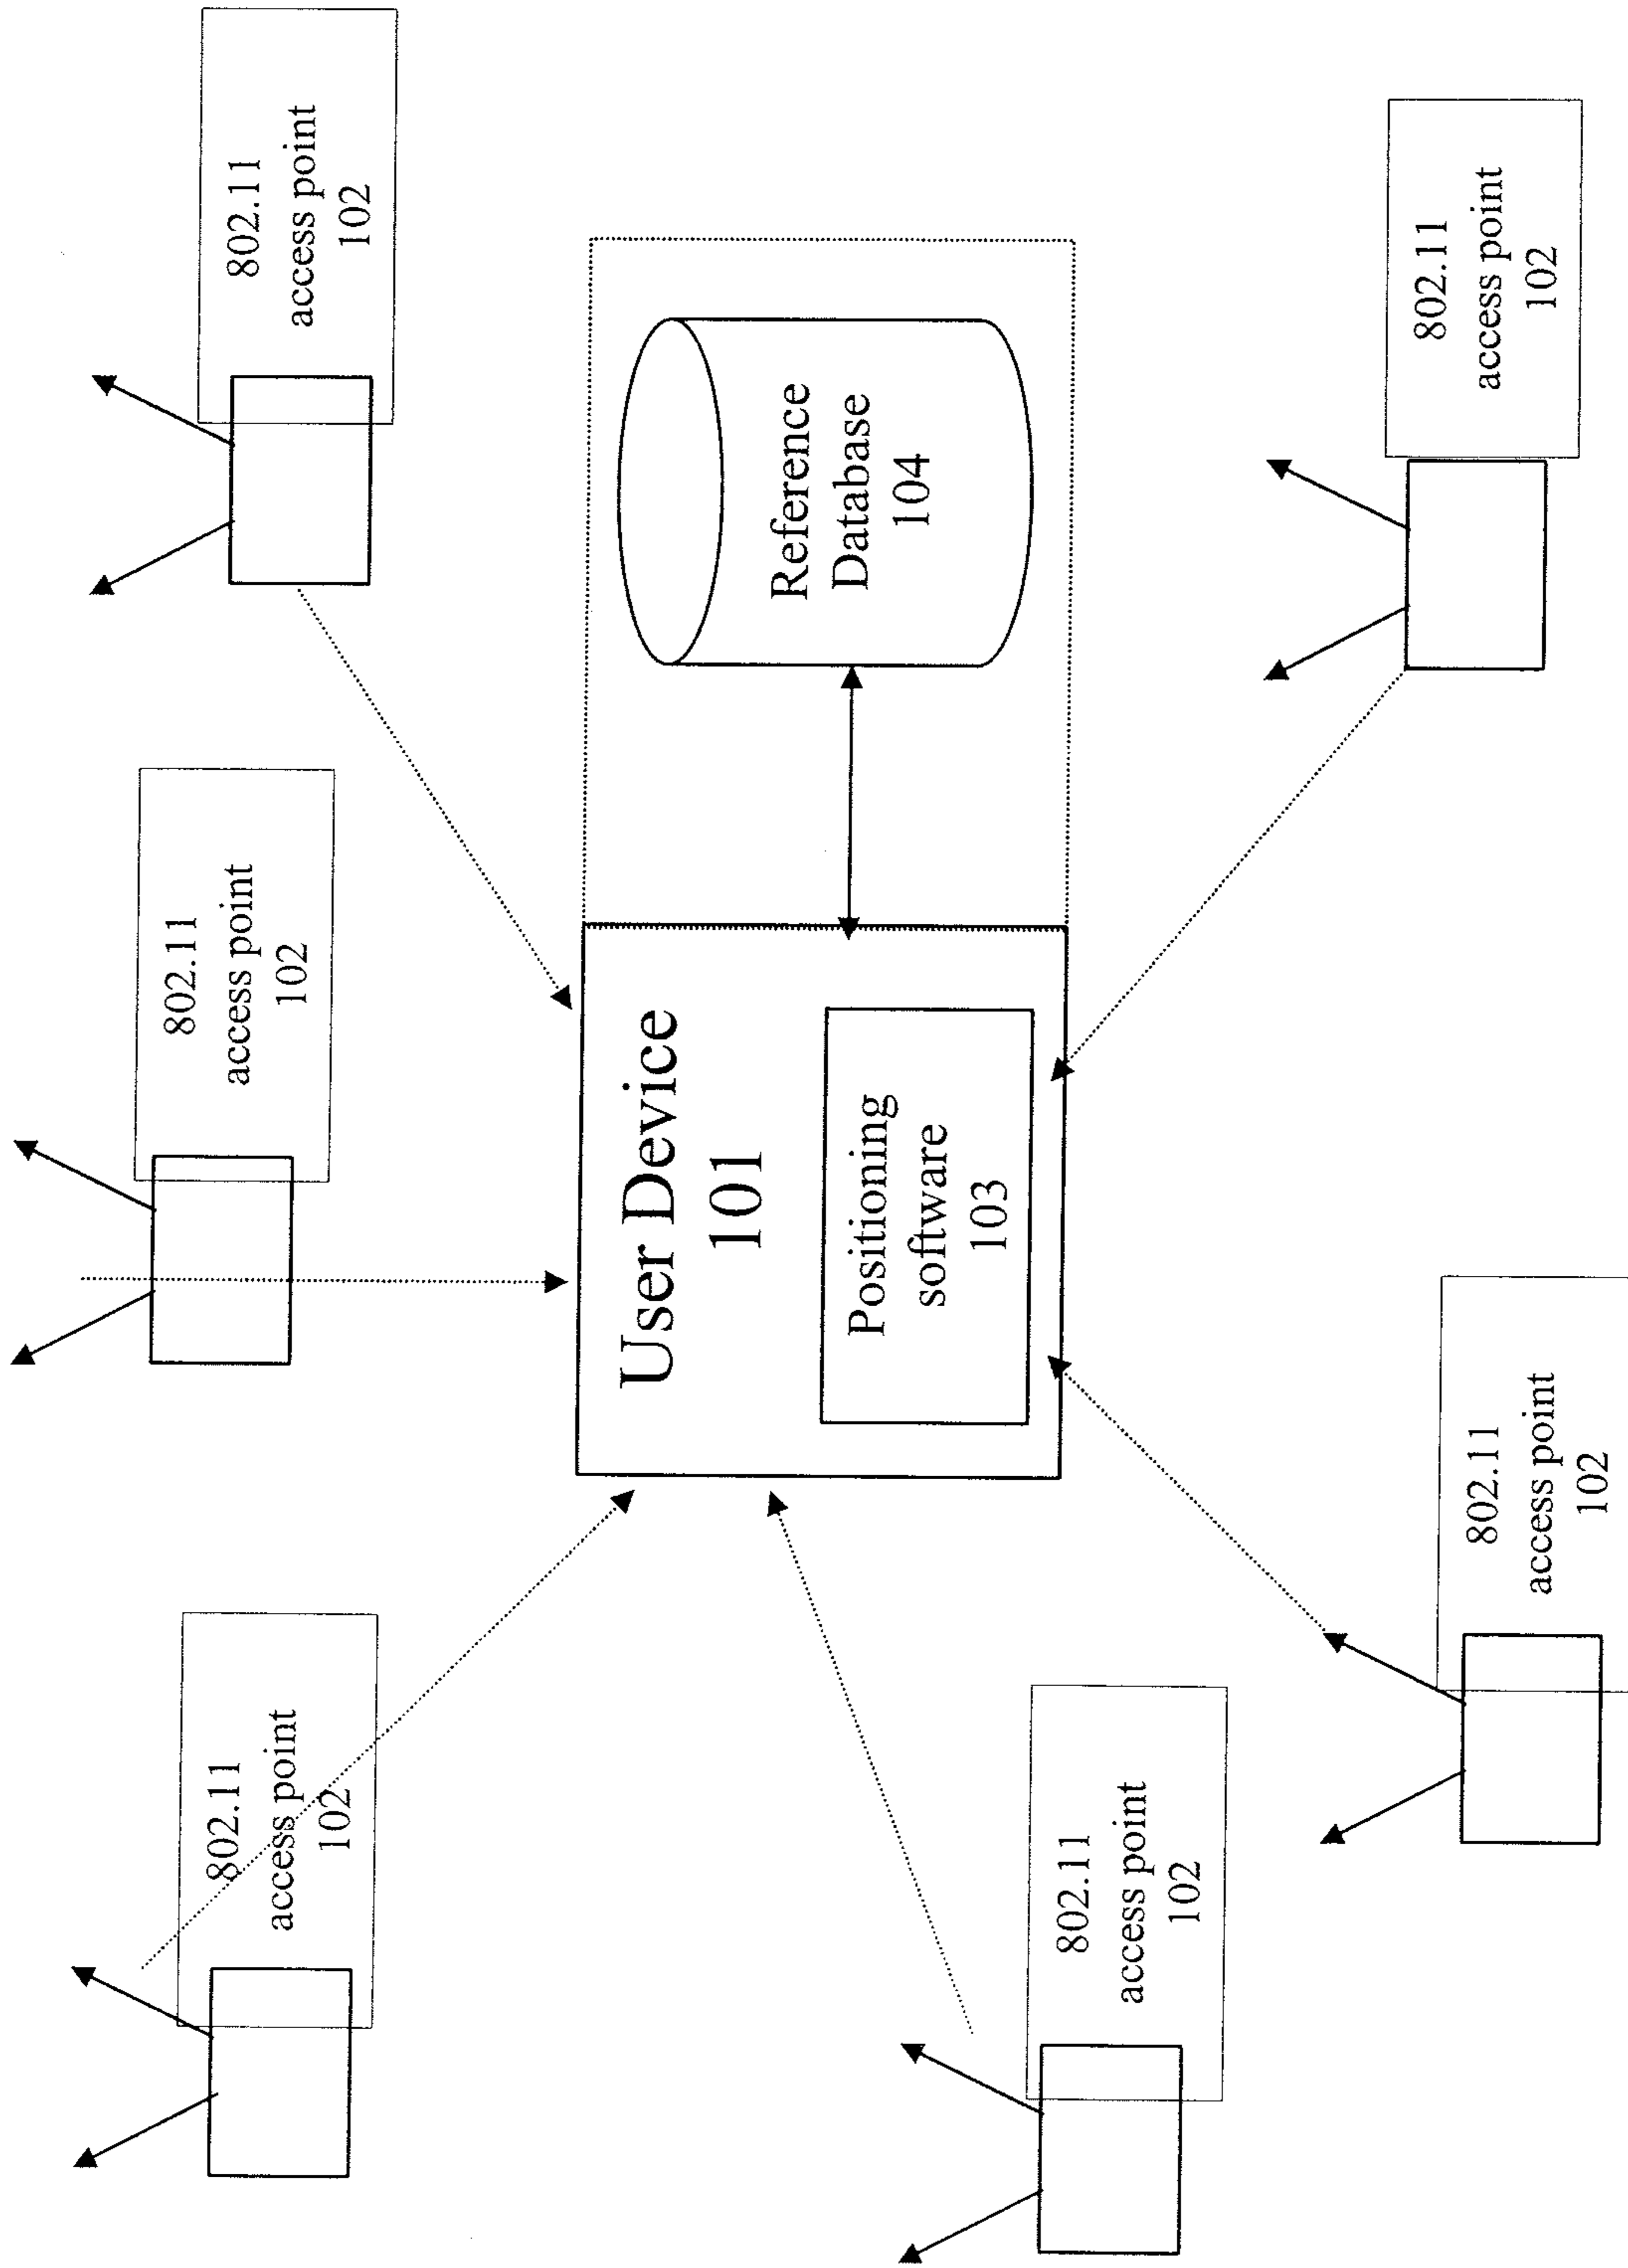 802.11
access point
102
802.11
access point
102
802.11
access point
102
User Device
101
Positioning
software
103
Reference
Database
104
802.11
access point
102
802.11
access point
102
802.11
access point
102